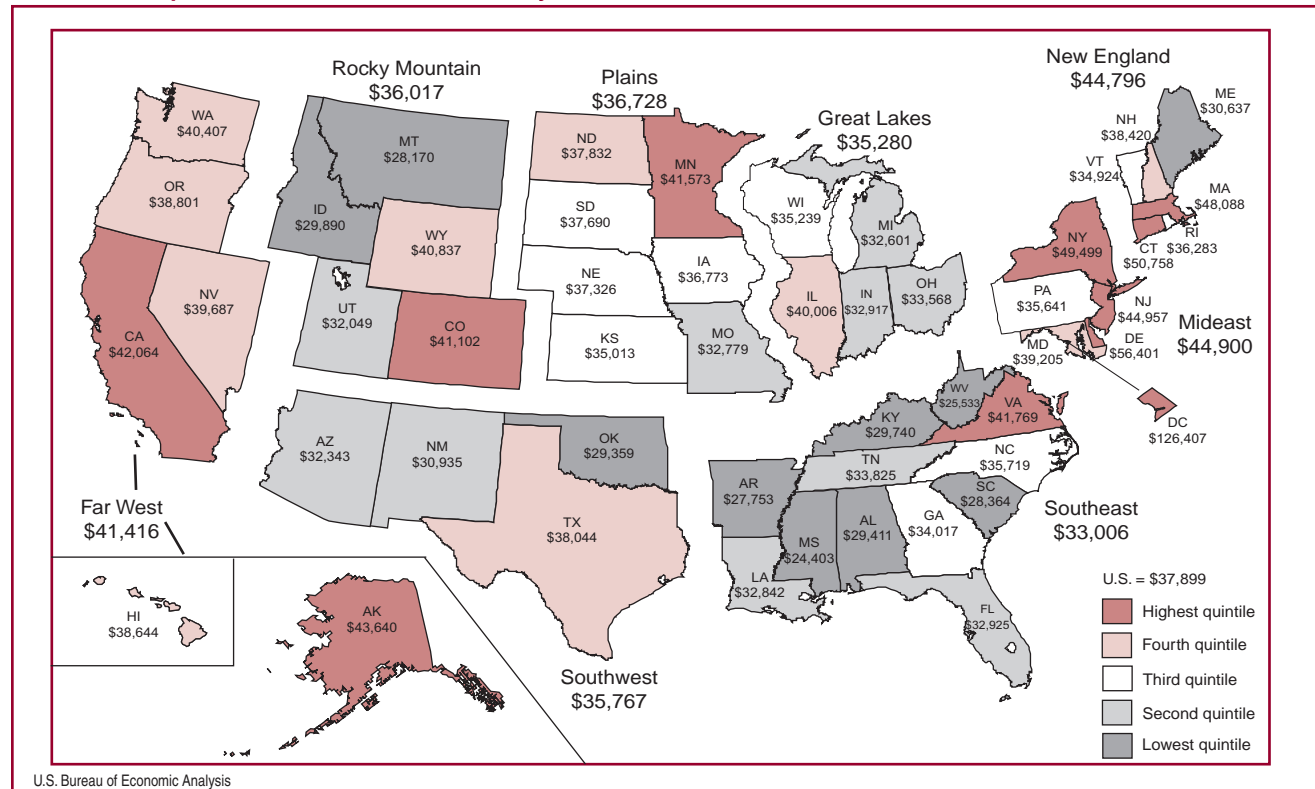 Rocky Mountain
$36,017
Plains
$36,728
Great Lakes
$35,280
New England
$44,796
WA
$40,407
OR
$38,801
CA
$42,064
NV
$39,687
MT
$28,170
ID
$29,890
WY
$40,837
UT
$32,049
CO
$41,102
ND
$37,832
MN
$41,573
SD
$37,690
NE
$37,326
IA
$36,773
KS
$35,013
MO
$32,779
WI
$35,239
MI
$32,601
IL
$40,006
IN
$32,917
OH
$33,568
ME
$30,637
NH
$38,420
VT
$34,924
MA
$48,088
RI
$36,283
CT
$50,758
NY
$49,499
PA
$35,641
NJ
$44,957
DE
$56,401
MD
$39,205
Mideast
$44,900
DC
$126,407
AZ
$32,343
NM
$30,935
OK
$29,359
TX
$38,044
Southwest
$35,767
WV
$25,533
VA
$41,769
KY
$29,740
TN
$33,825
NC
$35,719
SC
$28,364
GA
$34,017
AR
$27,753
MS
$24,403
AL
$29,411
LA
$32,842
FL
$32,925
Southeast
$33,006
Far West
$41,416
HI
$38,644
AK
$43,640
U.S. = $37,899
Highest quintile
Fourth quintile
Third quintile
Second quintile
Lowest quintile
U.S. Bureau of Economic Analysis